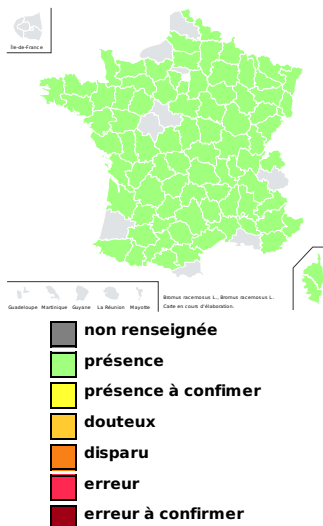 Île-de-France
Guadeloupe Martinique Guyane La Réunion Mayotte
Bromus racemosus L., Bromus racemosus L.
Carte en cours d'élaboration.
non renseignée
présence
présence à confimer
douteux
disparu
erreur
erreur à confirmer